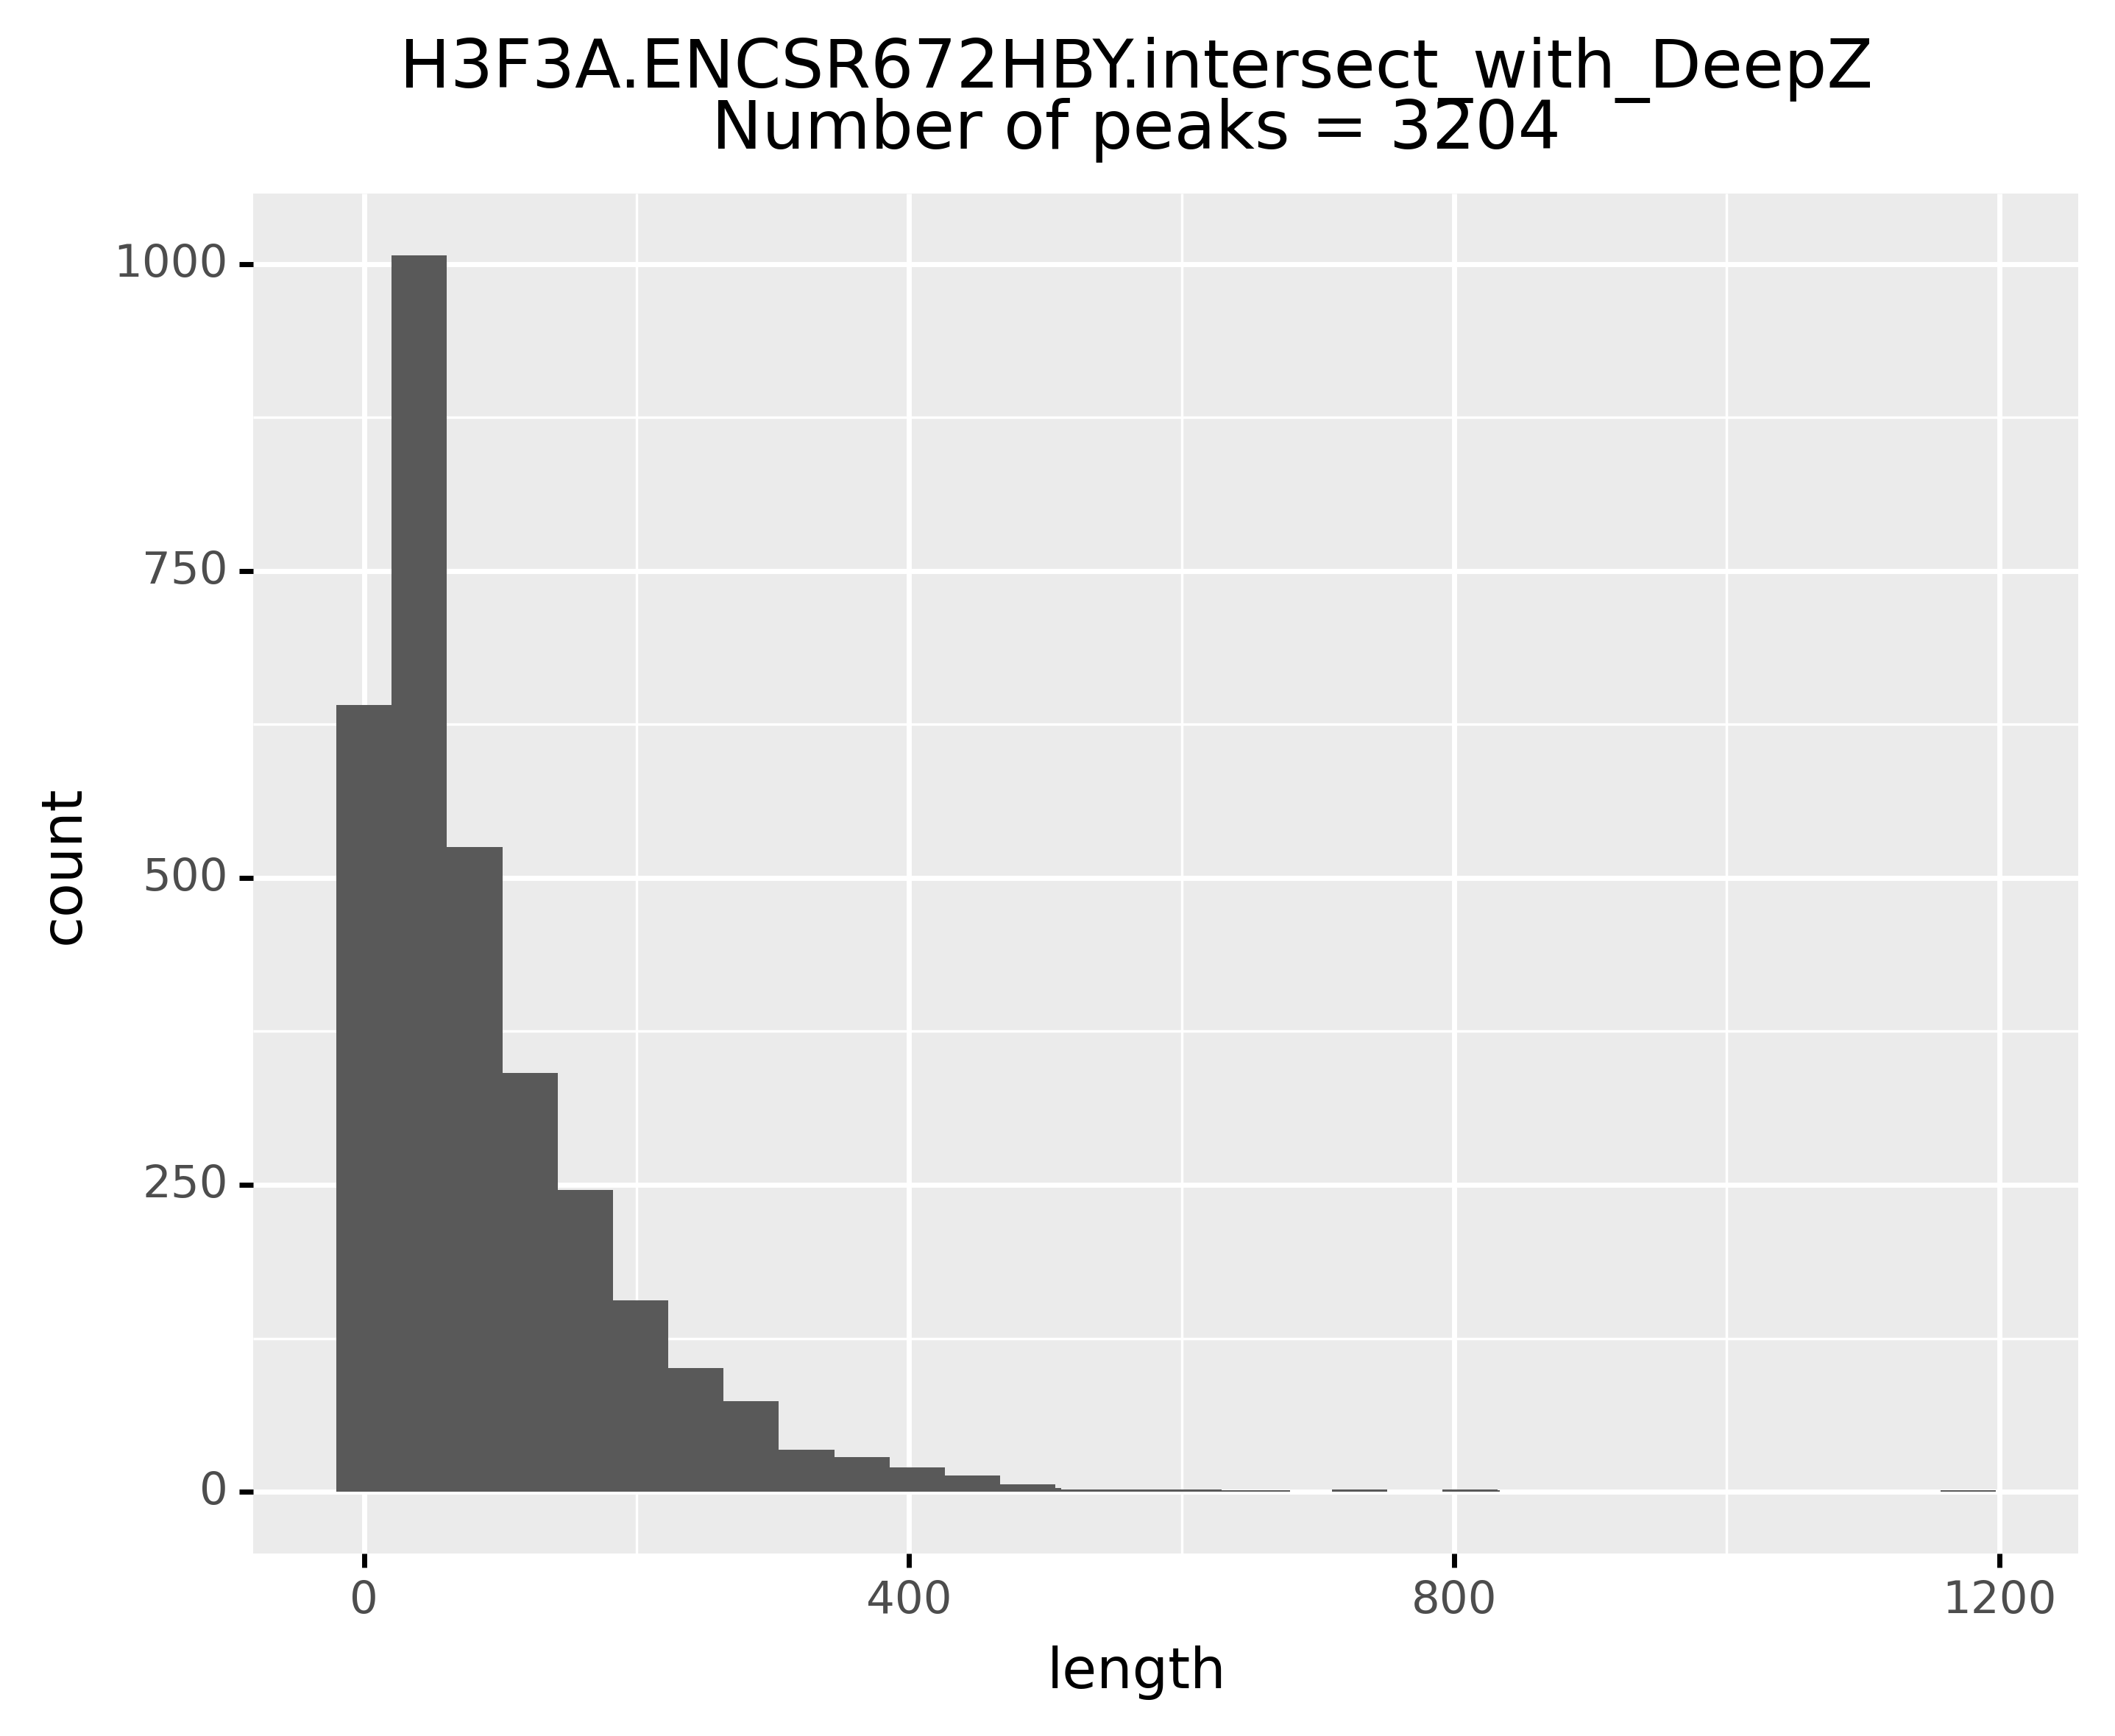 H3F3A.ENCSR672HBY.intersect_with_DeepZ
Number of peaks = 3204
1000
750
500
250
0
count
0 400 800 1200
length